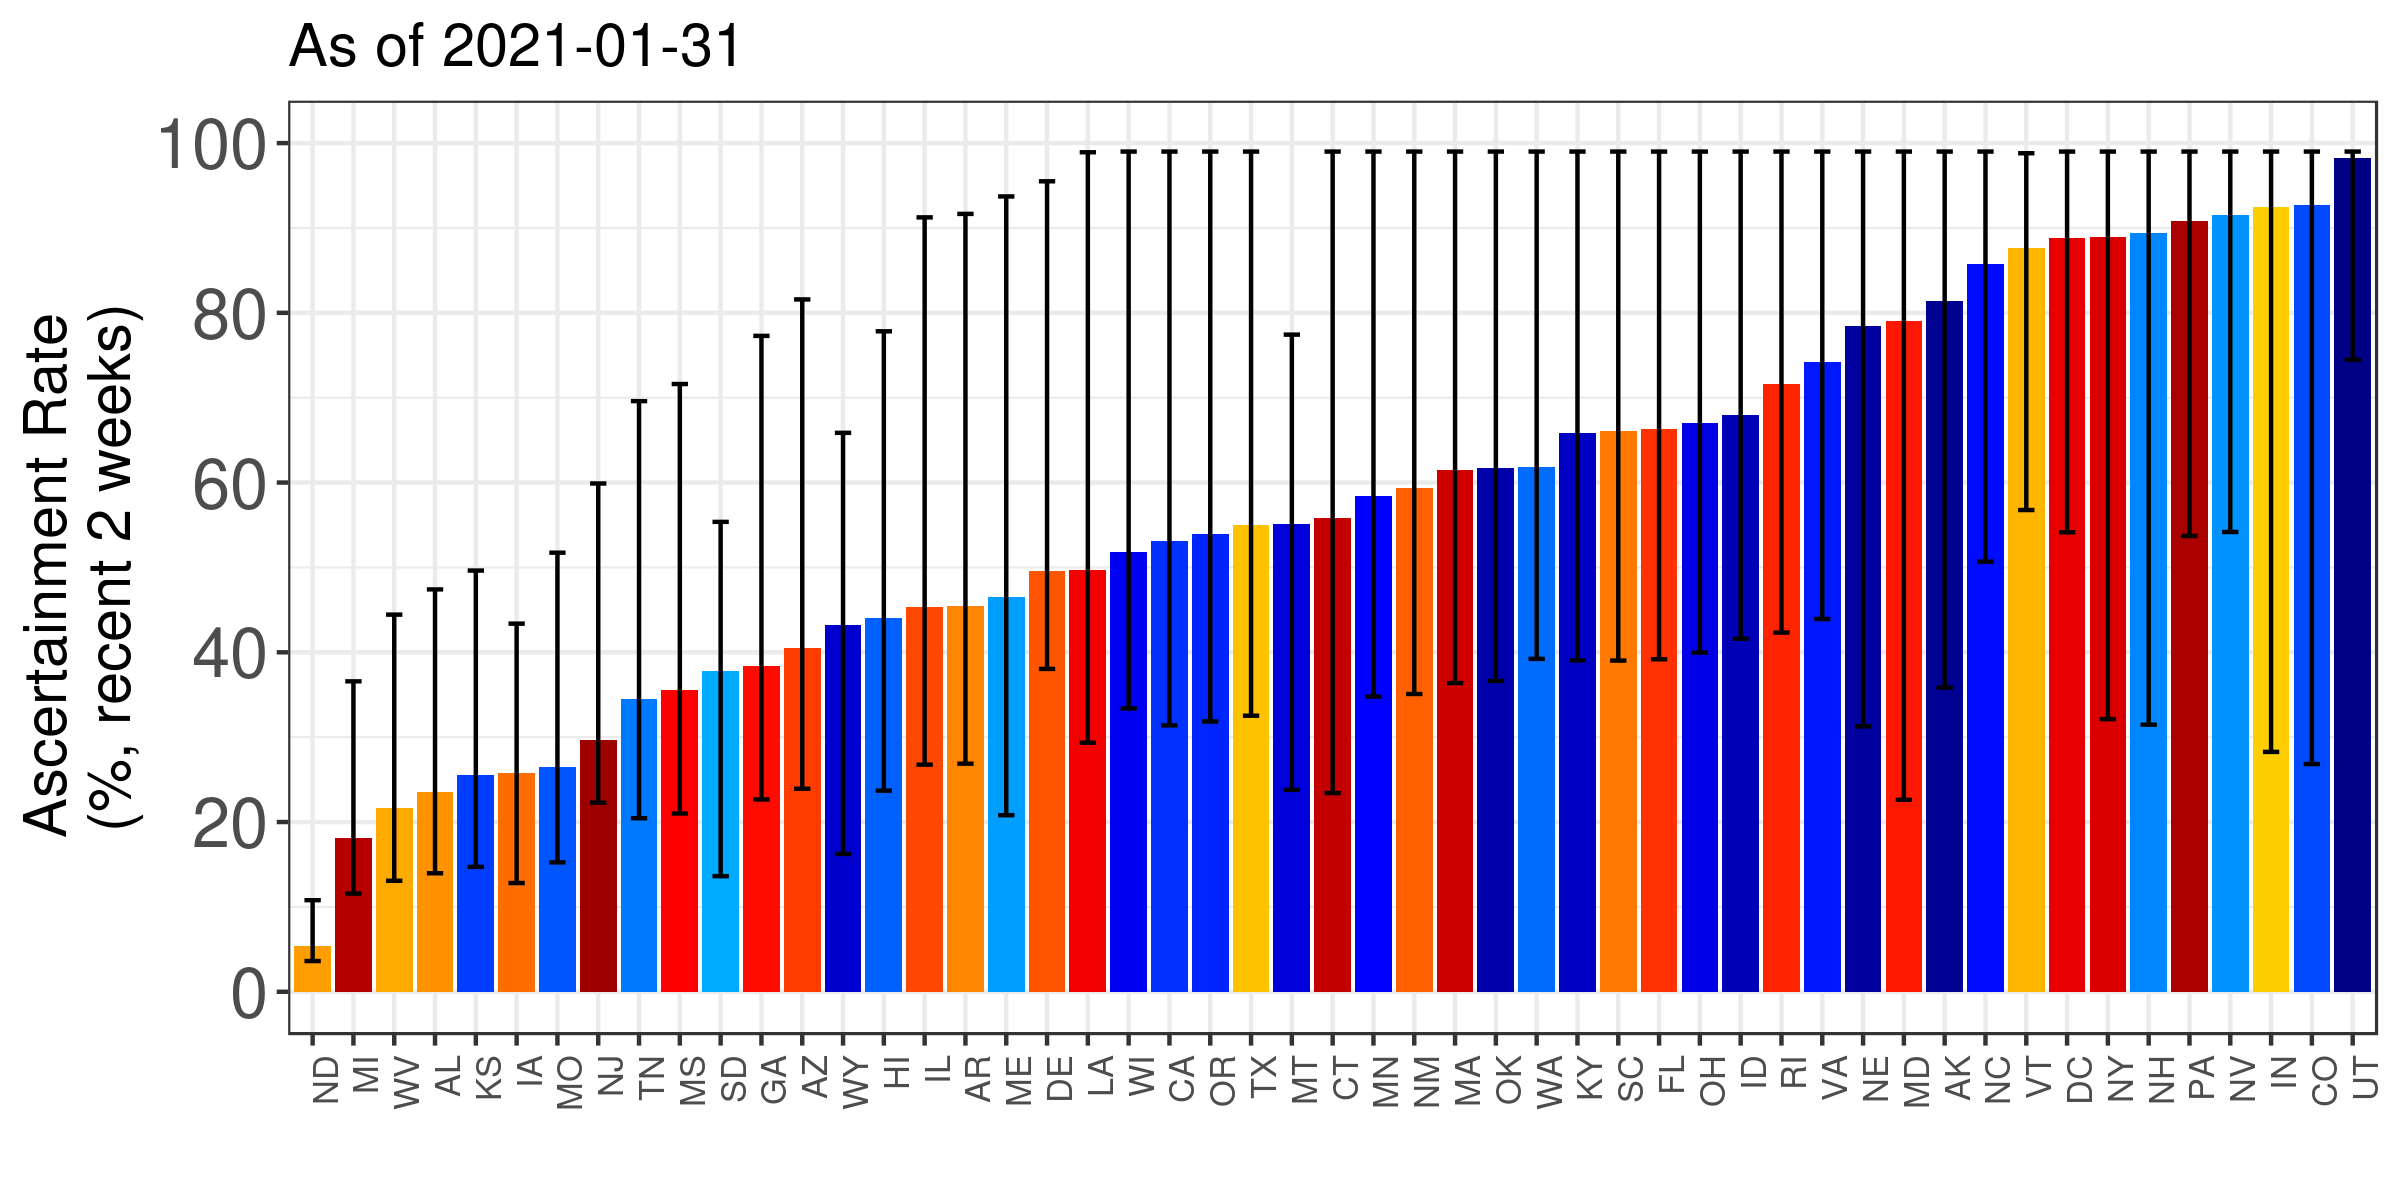 As of 2021-01-31
Ascertainment Rate
(%, recent 2 weeks)
100
80
60
40
20
0
ND
MI
WV
AL
KS
IA
MO
NJ
TN
MS
SD
GA
AZ
WY
HI
IL
AR
ME
DE
LA
WI
CA
OR
TX
MT
CT
MN
NM
MA
OK
WA
KY
SC
FL
OH
ID
RI
VA
NE
MD
AK
NC
VT
DC
NY
NH
PA
NV
IN
CO
UT